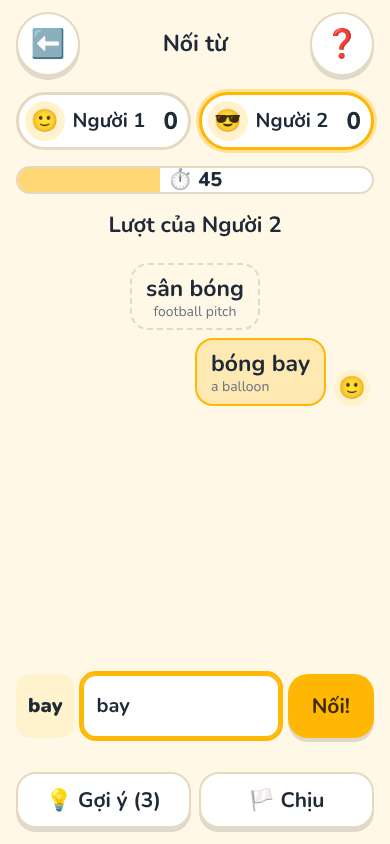 Nối từ
Người 1 0
Người 2 0
45
Lượt của Người 2
sân bóng
football pitch
bóng bay
a balloon
bay
bay
Nối!
Gợi ý (3)
Chịu